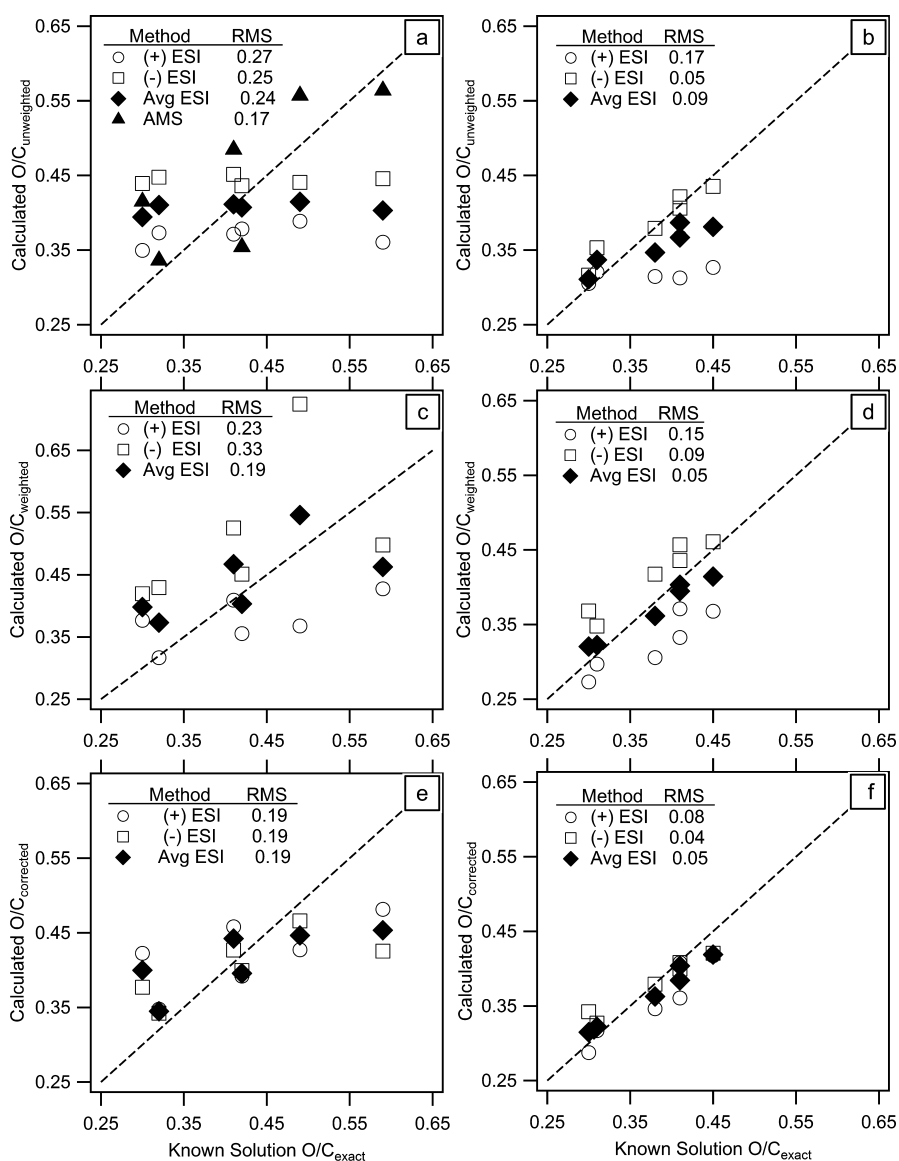 a
Method RMS
(+) ESI 0.27
(-) ESI 0.25
Avg ESI 0.24
AMS 0.17
Calculated O/Cunweighted
0.65
0.55
0.45
0.35
0.25
0.25 0.35 0.45 0.55 0.65
b
Method RMS
(+) ESI 0.17
(-) ESI 0.05
Avg ESI 0.09
Calculated O/Cunweighted
0.65
0.55
0.45
0.35
0.25
0.25 0.35 0.45 0.55 0.65
c
Method RMS
(+) ESI 0.23
(-) ESI 0.33
Avg ESI 0.19
Calculated O/Cweighted
0.65
0.55
0.45
0.35
0.25
0.25 0.35 0.45 0.55 0.65
d
Method RMS
(+) ESI 0.15
(-) ESI 0.09
Avg ESI 0.05
Calculated O/Cweighted
0.65
0.55
0.45
0.35
0.25
0.25 0.35 0.45 0.55 0.65
e
Method RMS
(+) ESI 0.19
(-) ESI 0.19
Avg ESI 0.19
Calculated O/Ccorrected
0.65
0.55
0.45
0.35
0.25
0.25 0.35 0.45 0.55 0.65
Known Solution O/Cexact
f
Method RMS
(+) ESI 0.08
(-) ESI 0.04
Avg ESI 0.05
Calculated O/Ccorrected
0.65
0.55
0.45
0.35
0.25
0.25 0.35 0.45 0.55 0.65
Known Solution O/Cexact